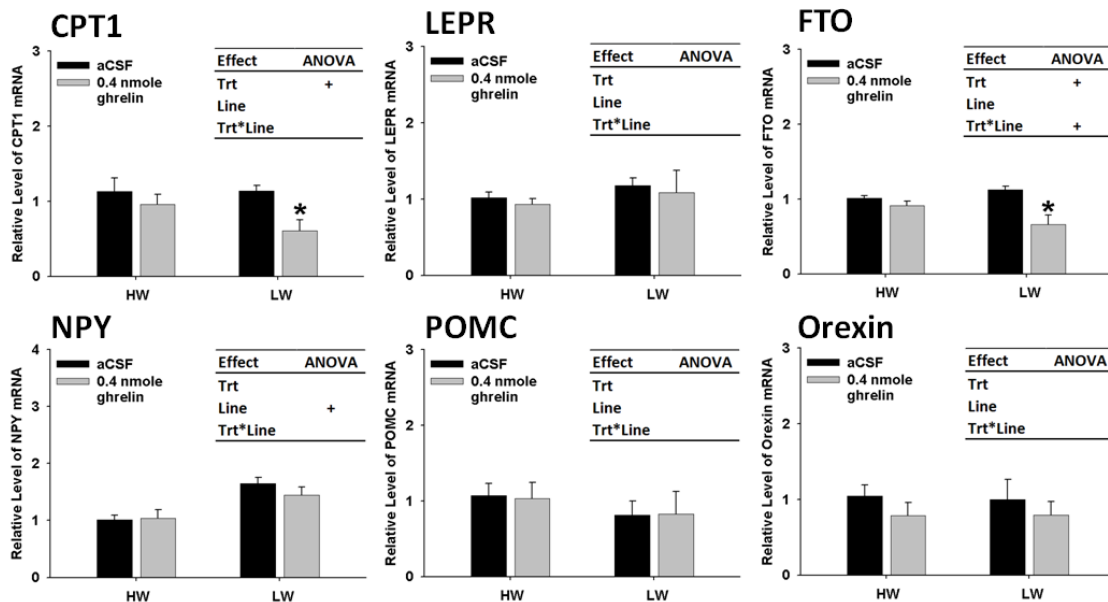 CPT1
Relative Level of CPT1 mRNA
3
2
1
0
aCSF
0.4 nmole
ghrelin
Effect ANOVA
Trt +
Line
Trt*Line
*
HW LW
LEPR
Relative Level of LEPR mRNA
3
2
1
0
aCSF
0.4 nmole
ghrelin
Effect ANOVA
Trt
Line
Trt*Line
HW LW
FTO
Relative Level of FTO mRNA
3
2
1
0
aCSF
0.4 nmole
ghrelin
Effect ANOVA
Trt +
Line
Trt*Line +
*
HW LW
NPY
Relative Level of NPY mRNA
4
3
2
1
0
aCSF
0.4 nmole
ghrelin
Effect ANOVA
Trt
Line +
Trt*Line
HW LW
POMC
Relative Level of POMC mRNA
3
2
1
0
aCSF
0.4 nmole
ghrelin
Effect ANOVA
Trt
Line
Trt*Line
HW LW
Orexin
Relative Level of Orexin mRNA
3
2
1
0
aCSF
0.4 nmole
ghrelin
Effect ANOVA
Trt
Line
Trt*Line
HW LW